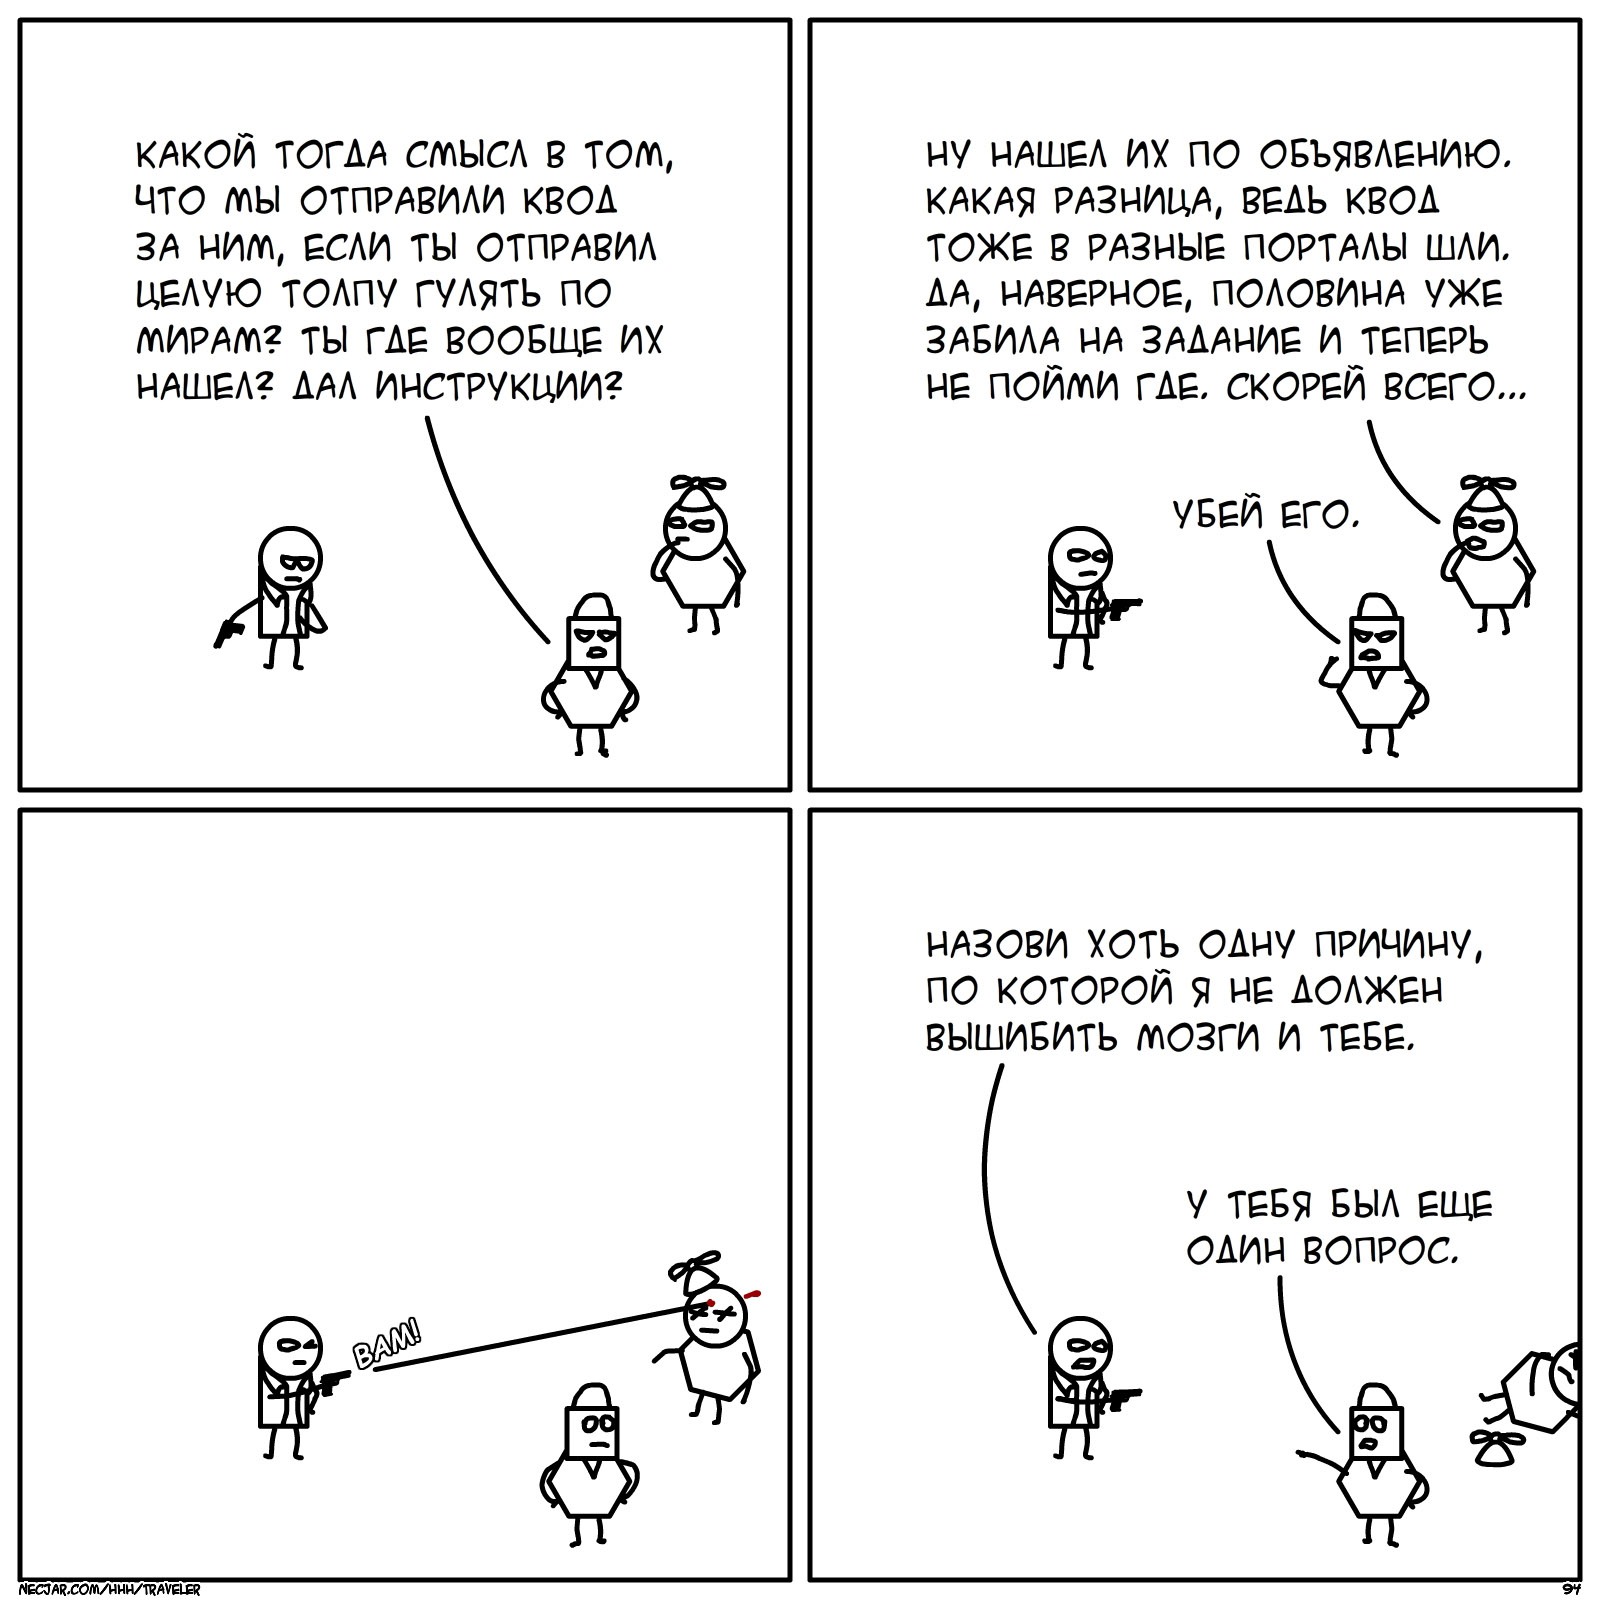 КАКОЙ ТОГДА СМЫСЛ В ТОМ,
ЧТО МЫ ОТПРАВИЛИ КВОД
ЗА НИМ, ЕСЛИ ТЫ ОТПРАВИЛ
ЦЕЛУЮ ТОЛПУ ГУЛЯТЬ ПО
МИРАМ? ТЫ ГДЕ ВООБЩЕ ИХ
НАШЕЛ? ДАЛ ИНСТРУКЦИИ?
НУ НАШЕЛ ИХ ПО ОБЪЯВЛЕНИЮ.
КАКАЯ РАЗНИЦА, ВЕДЬ КВОД
ТОЖЕ В РАЗНЫЕ ПОРТАЛЫ ШЛИ.
ДА, НАВЕРНОЕ, ПОЛОВИНА УЖЕ
ЗАБИЛА НА ЗАДАНИЕ И ТЕПЕРЬ
НЕ ПОЙМИ ГДЕ. СКОРЕЙ ВСЕГО...
УБЕЙ ЕГО.
BAM!
НАЗОВИ ХОТЬ ОДНУ ПРИЧИНУ,
ПО КОТОРОЙ Я НЕ ДОЛЖЕН
ВЫШИБИТЬ МОЗГИ И ТЕБЕ.
У ТЕБЯ БЫЛ ЕЩЕ
ОДИН ВОПРОС.
NECJAR.COM/HHH/TRAVELER
94